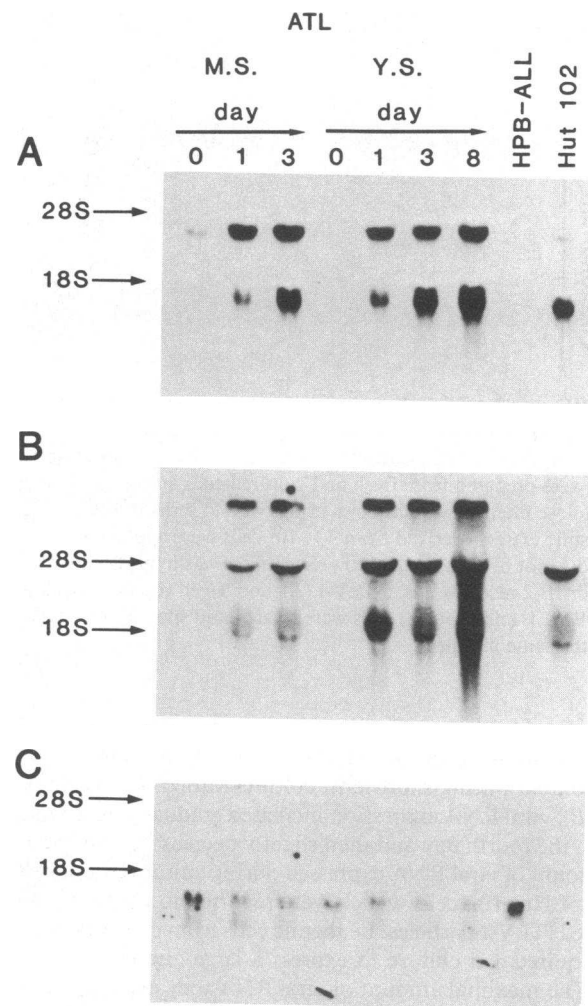 ATL
M.S. Y.S.
day day
HPB-ALL
Hut 102
A
0 1 3 0 1 3 8
28S
18S
B
28S
18S
C
28S
18S